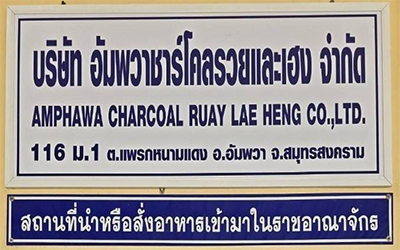 บริษัท อัมพวาชาร์โคลรวยและเฮง จำกัด
AMPHAWA CHARCOAL RUAY LAE HENG CO.,LTD.
116 ม.1 ต.แพรกหนามแดง อ.อัมพวา จ.สมุทรสงคราม
สถานที่นำหรือสั่งอาหารเข้ามาในราชอาณาจักร